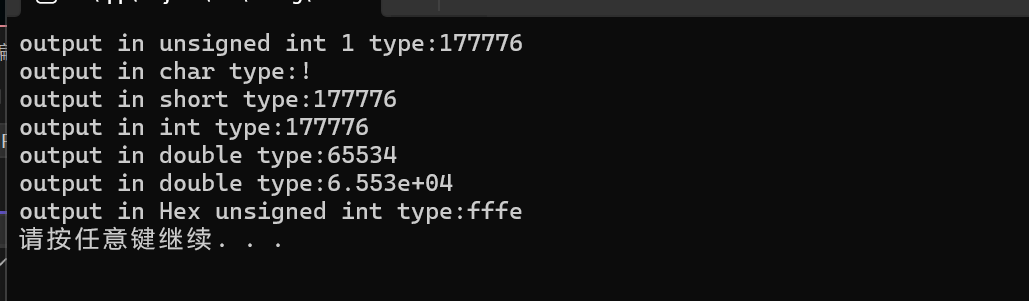 output in unsigned int 1 type:177776
output in char type:!
output in short type:177776
output in int type:177776
output in double type:65534
output in double type:6.553e+04
output in Hex unsigned int type:fffe
请按任意键继续. . .